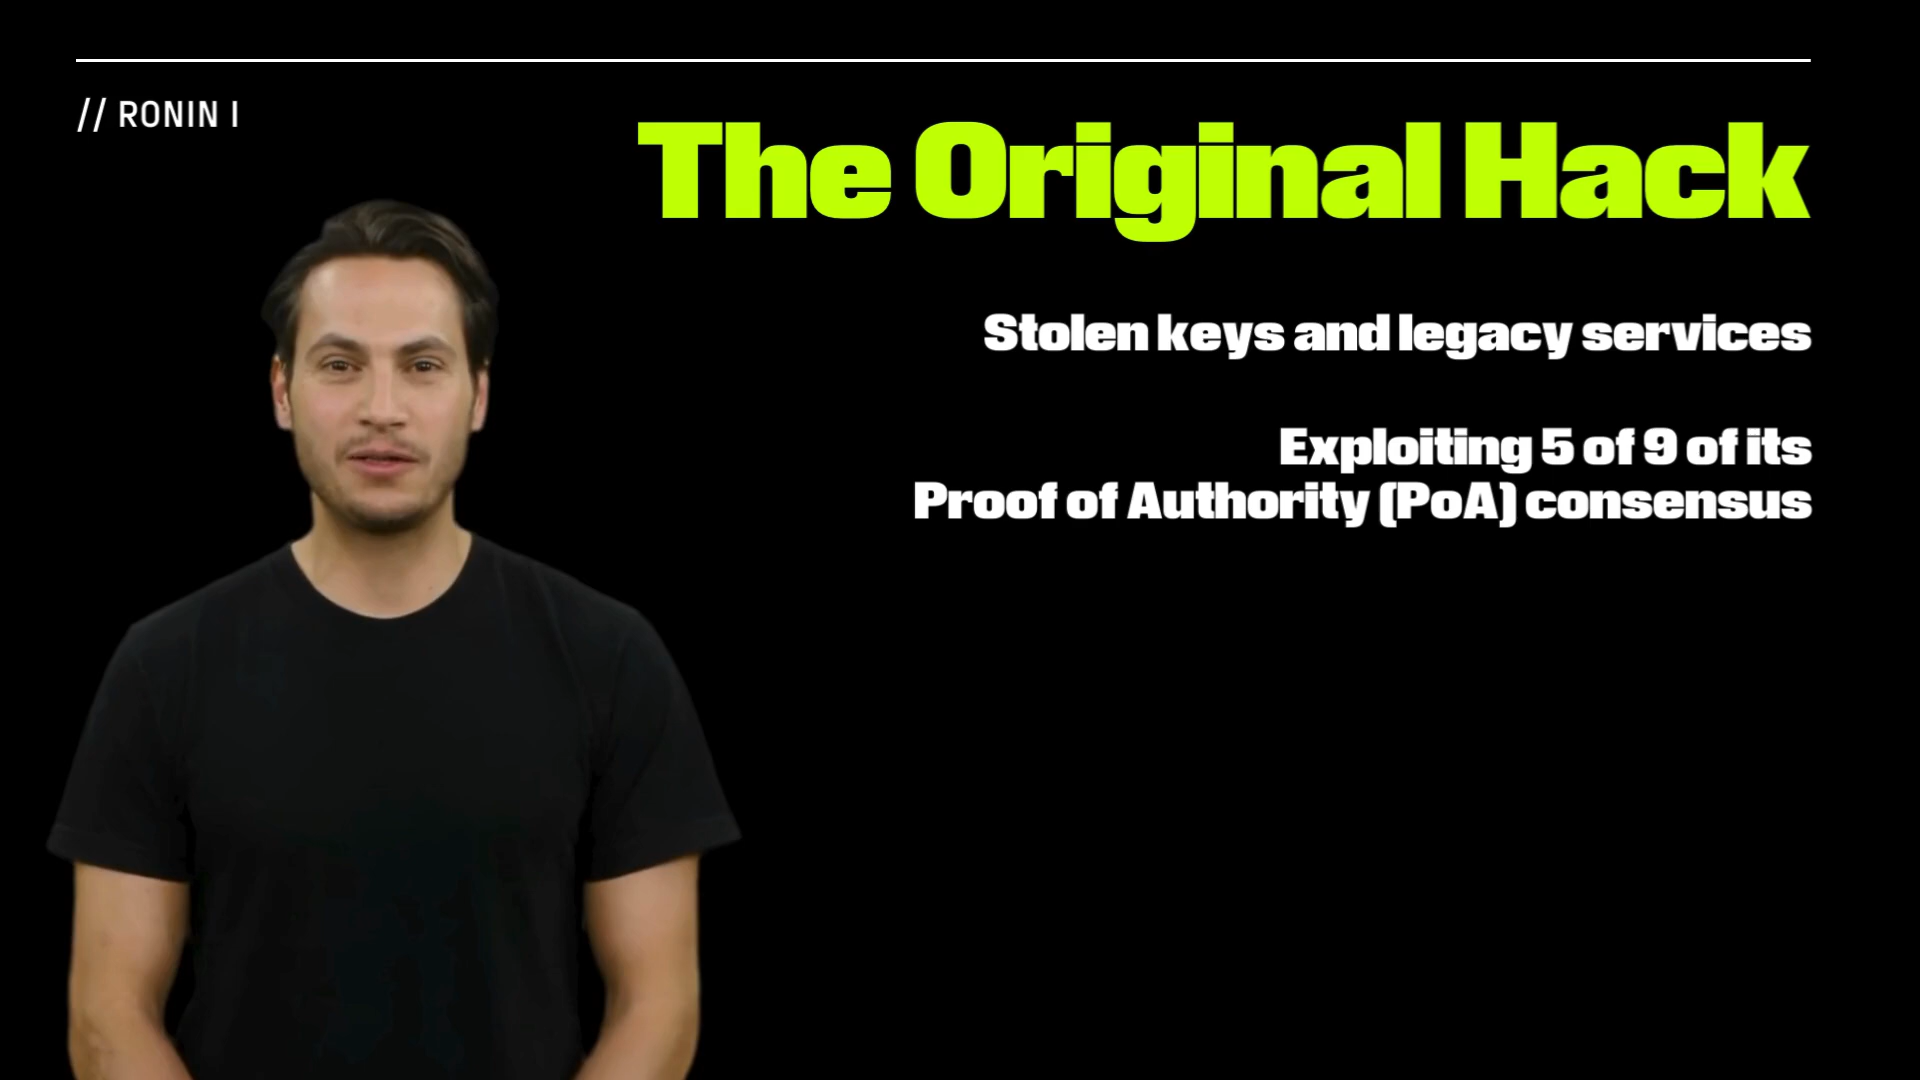 // RONIN I
The Original Hack
Stolen keys and legacy services
Exploiting 5 of 9 of its
Proof of Authority (PoA) consensus